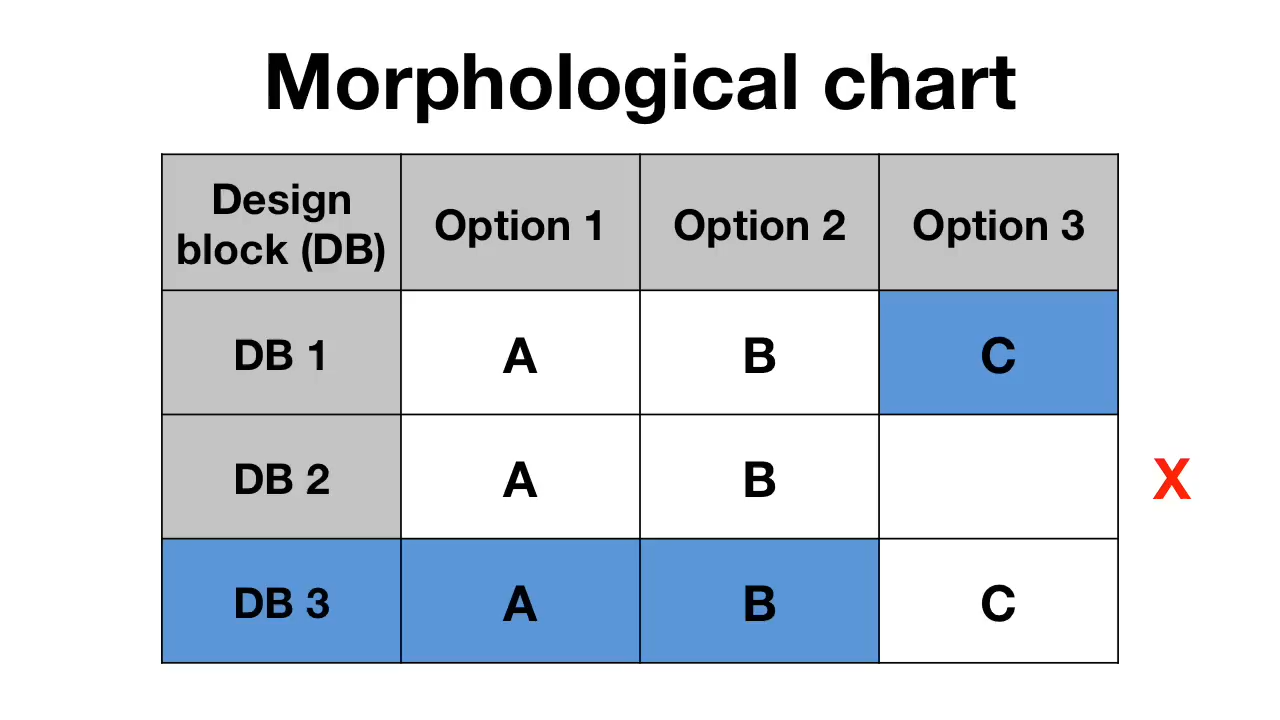 Morphological chart
Design
block (DB)
Option 1
Option 2
Option 3
DB 1
A
B
C
DB 2
A
B
X
DB 3
A
B
C